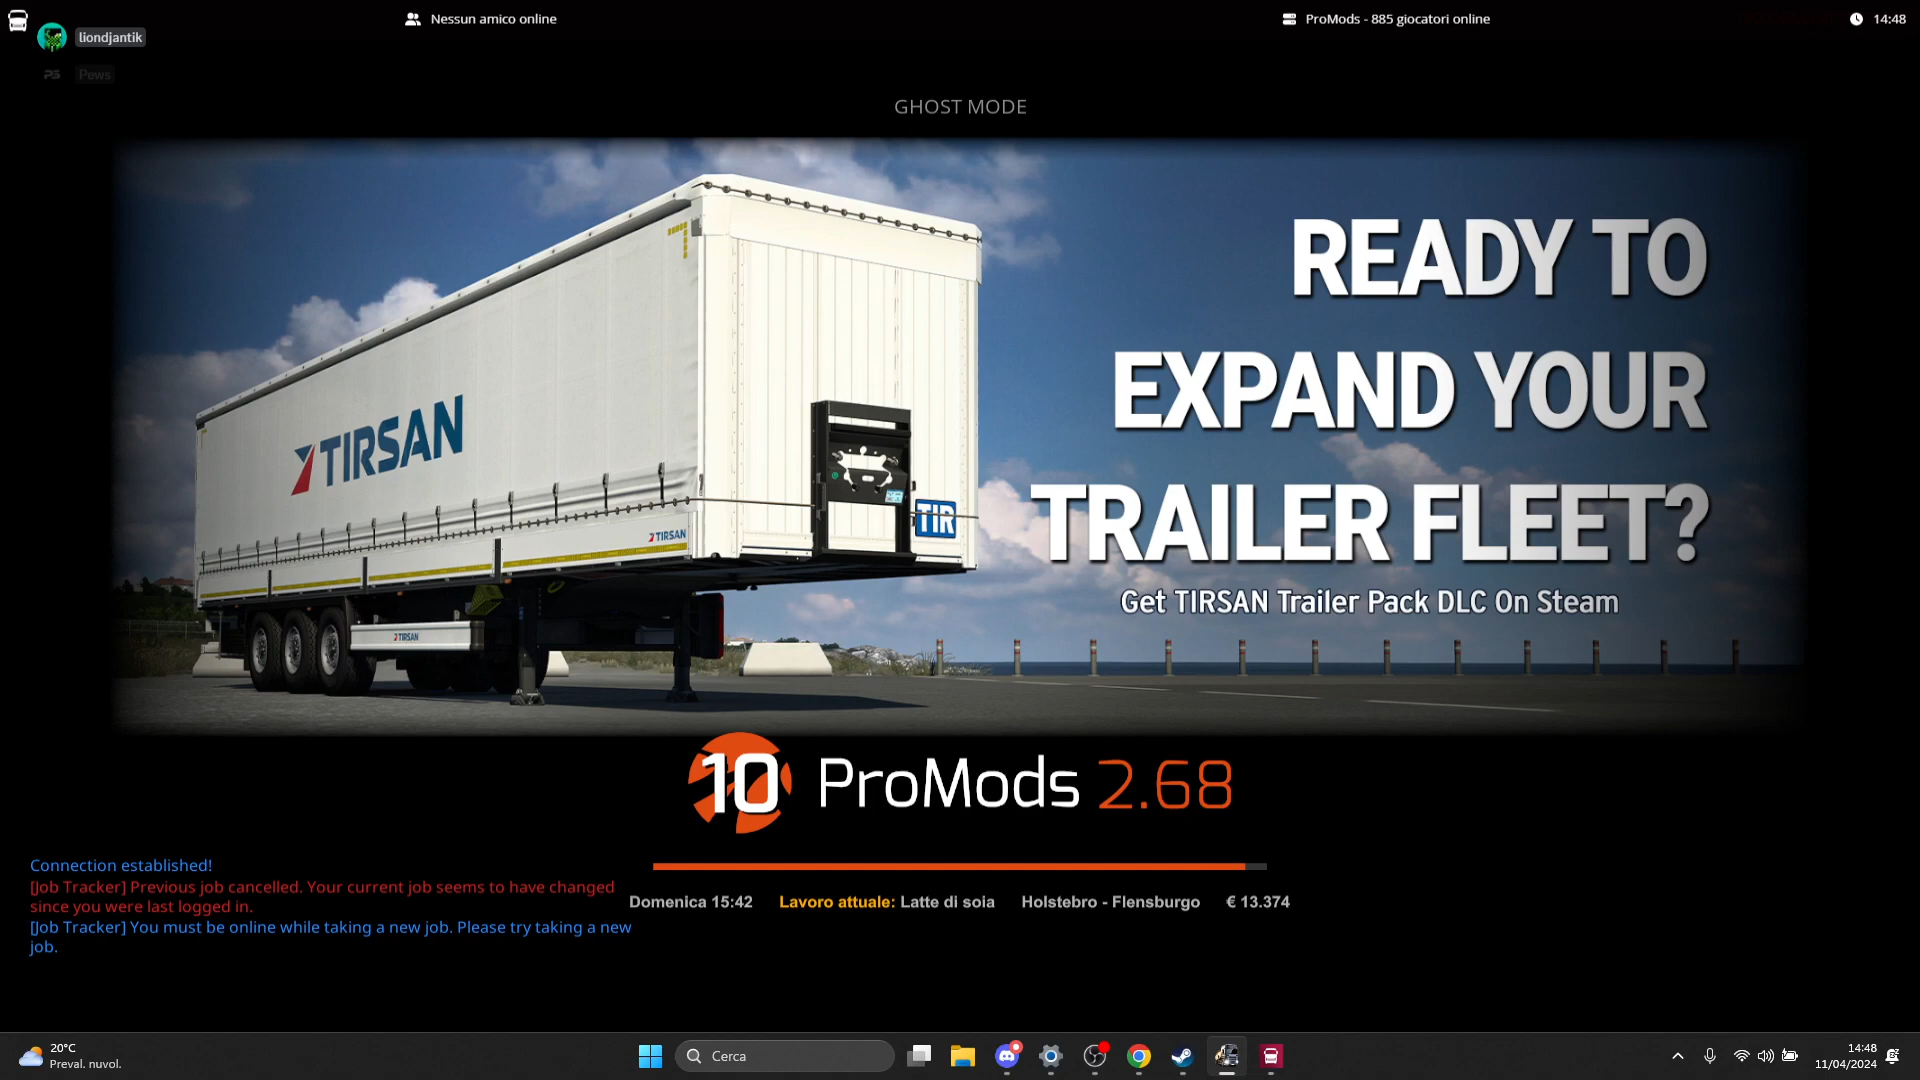 Nessun amico online
ProMods - 885 giocatori online
14:48
liondjantik
Pews
GHOST MODE
READY TO
EXPAND YOUR
TRAILER FLEET?
Get TIRSAN Trailer Pack DLC On Steam
TIRSAN
TIRSAN
TIRSAN
TIR
10 ProMods 2.68
Connection established!
[Job Tracker] Previous job cancelled. Your current job seems to have changed
since you were last logged in.
[Job Tracker] You must be online while taking a new job. Please try taking a new
job.
Domenica 15:42 Lavoro attuale: Latte di soia Holstebro - Flensburgo € 13.374
20°C
Preval. nuvol.
Cerca
14:48
11/04/2024